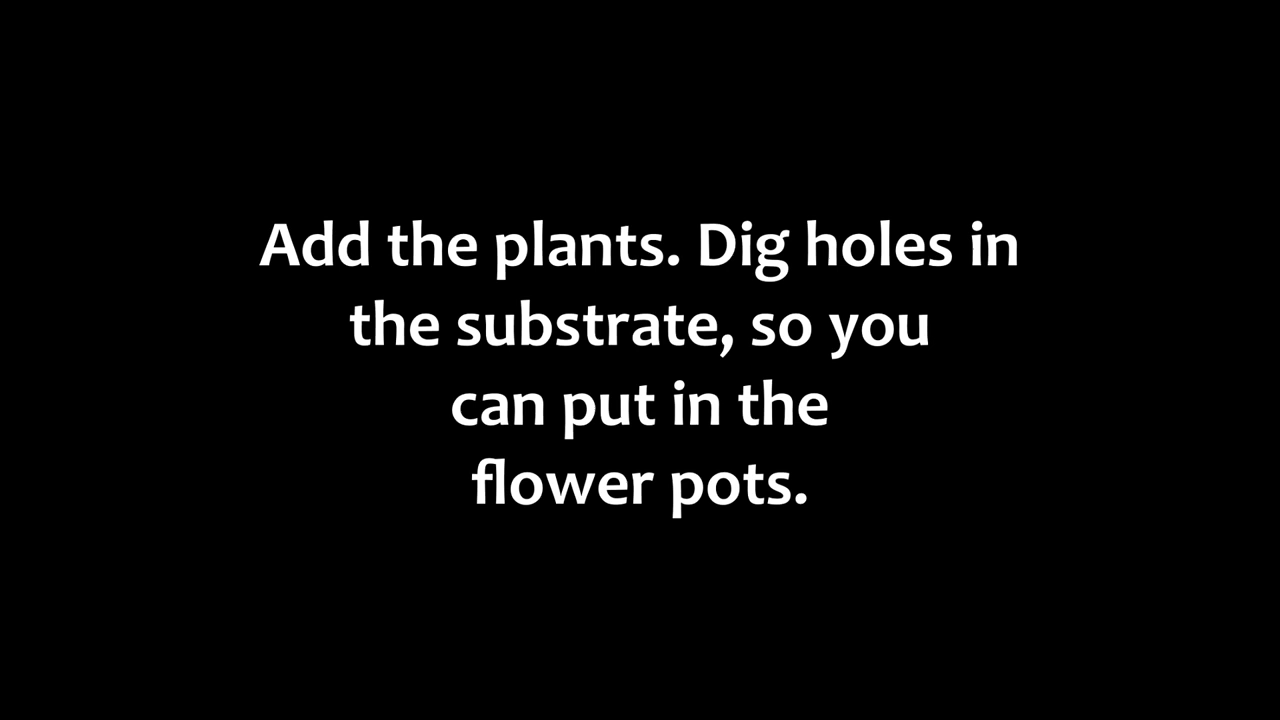 Add the plants. Dig holes in
the substrate, so you
can put in the
flower pots.